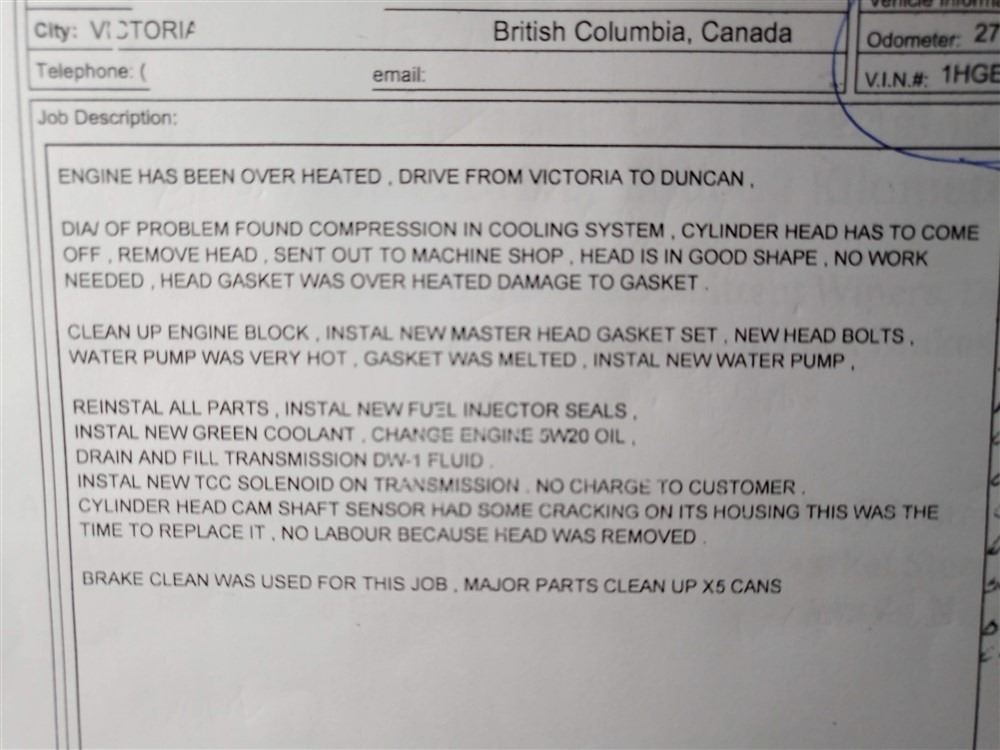 Vehicle Inform
City: VICTORIA
British Columbia, Canada
Odometer: 27
Telephone: (
email:
V.I.N.#: 1HGE
Job Description:
ENGINE HAS BEEN OVER HEATED , DRIVE FROM VICTORIA TO DUNCAN ,
DIA/ OF PROBLEM FOUND COMPRESSION IN COOLING SYSTEM , CYLINDER HEAD HAS TO COME
OFF , REMOVE HEAD , SENT OUT TO MACHINE SHOP , HEAD IS IN GOOD SHAPE , NO WORK
NEEDED , HEAD GASKET WAS OVER HEATED DAMAGE TO GASKET .
CLEAN UP ENGINE BLOCK , INSTAL NEW MASTER HEAD GASKET SET , NEW HEAD BOLTS ,
WATER PUMP WAS VERY HOT , GASKET WAS MELTED , INSTAL NEW WATER PUMP ,
REINSTAL ALL PARTS , INSTAL NEW FUEL INJECTOR SEALS ,
INSTAL NEW GREEN COOLANT , CHANGE ENGINE 5W20 OIL ,
DRAIN AND FILL TRANSMISSION DW-1 FLUID .
INSTAL NEW TCC SOLENOID ON TRANSMISSION . NO CHARGE TO CUSTOMER .
CYLINDER HEAD CAM SHAFT SENSOR HAD SOME CRACKING ON ITS HOUSING THIS WAS THE
TIME TO REPLACE IT , NO LABOUR BECAUSE HEAD WAS REMOVED .
BRAKE CLEAN WAS USED FOR THIS JOB , MAJOR PARTS CLEAN UP X5 CANS